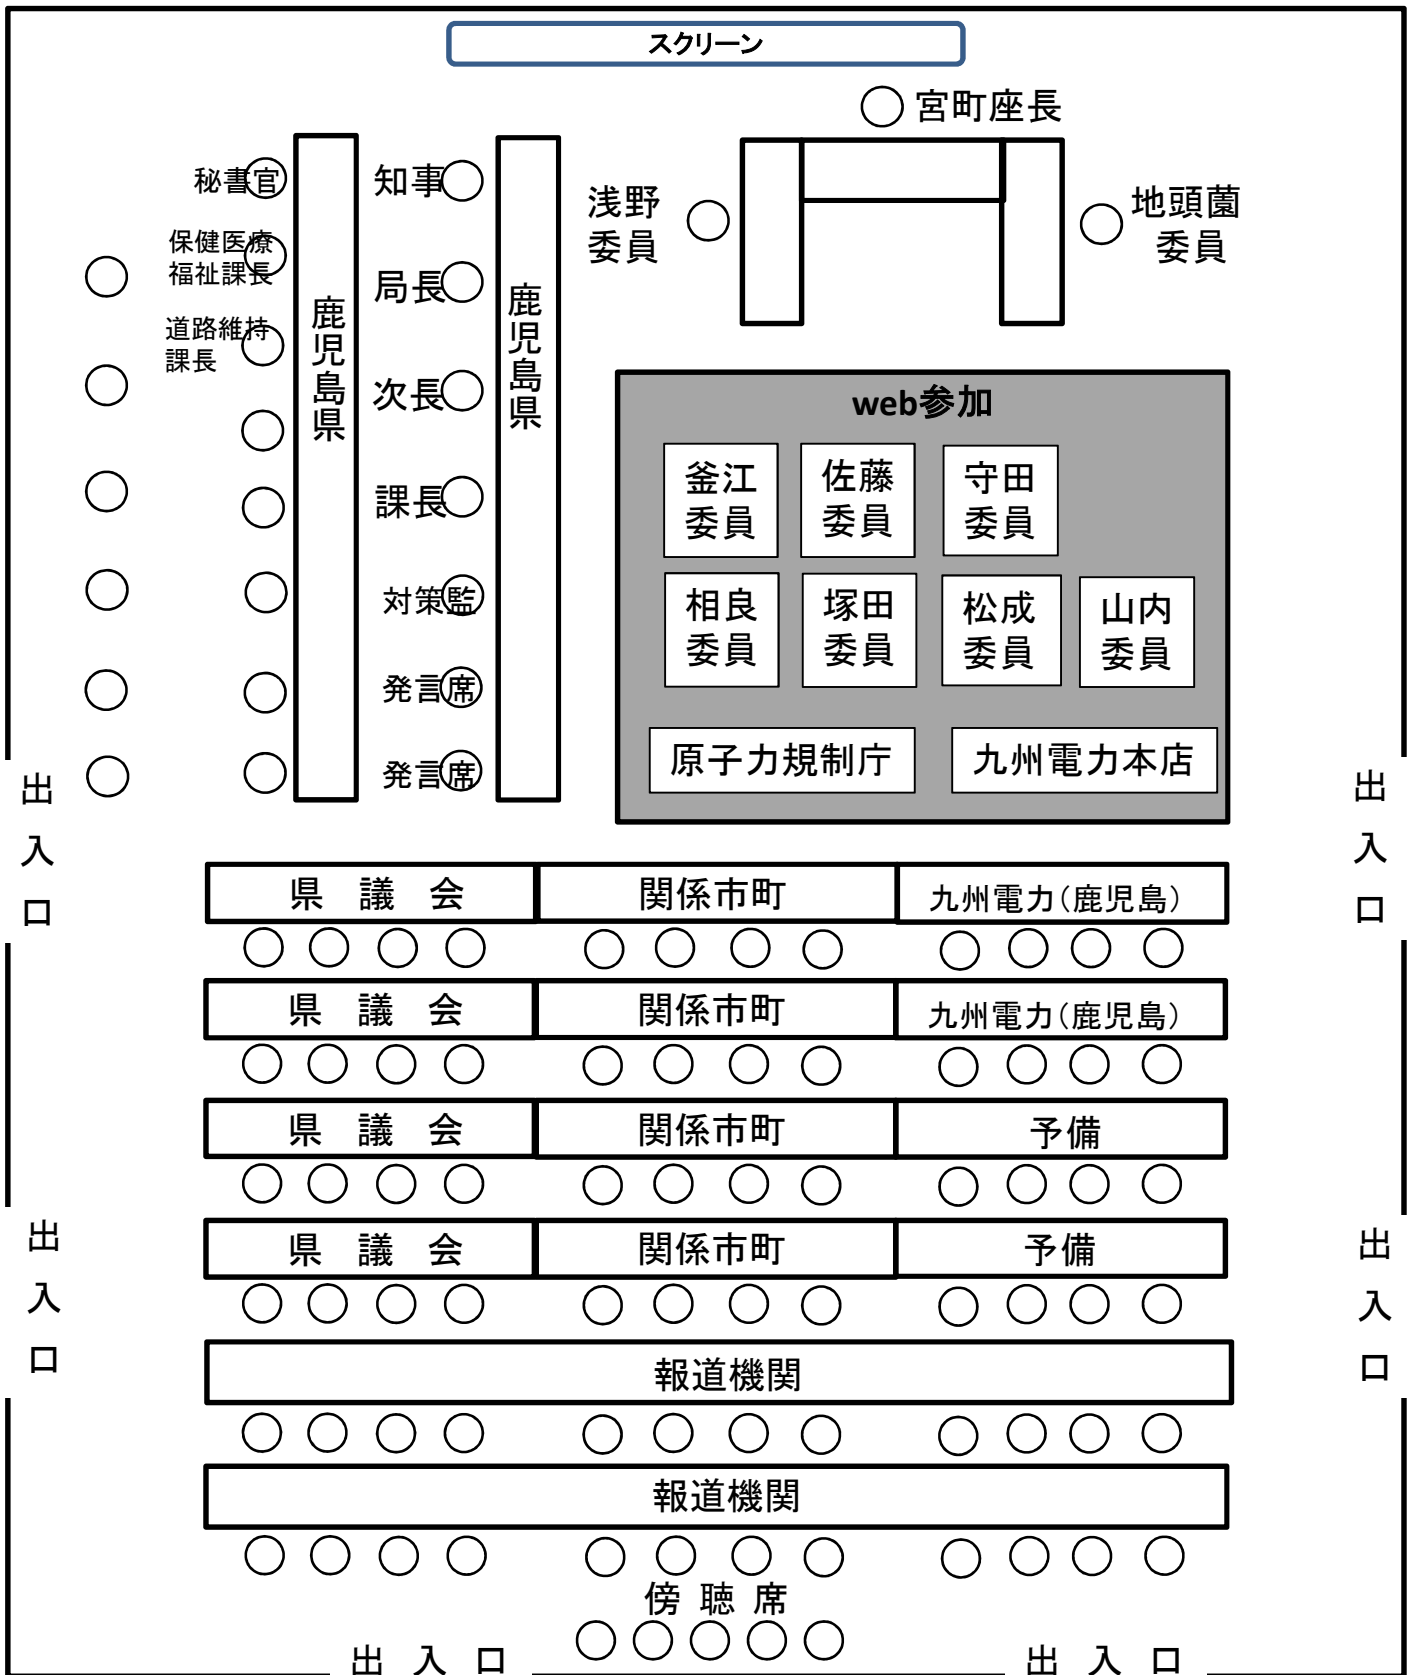 スクリーン
宮町座長
秘書官
知事
浅野
委員
地頭薗
委員
保健医療
福祉課長
局長
道路維持
課長
鹿児島県
鹿児島県
次長
課長
対策監
発言席
発言席
web参加
釜江
委員
佐藤
委員
守田
委員
相良
委員
塚田
委員
松成
委員
山内
委員
原子力規制庁
九州電力本店
出入口
出入口
県 議 会
関係市町
九州電力(鹿児島)
県 議 会
関係市町
九州電力(鹿児島)
県 議 会
関係市町
予備
県 議 会
関係市町
予備
出入口
出入口
報道機関
報道機関
傍 聴 席
出 入 口
出 入 口